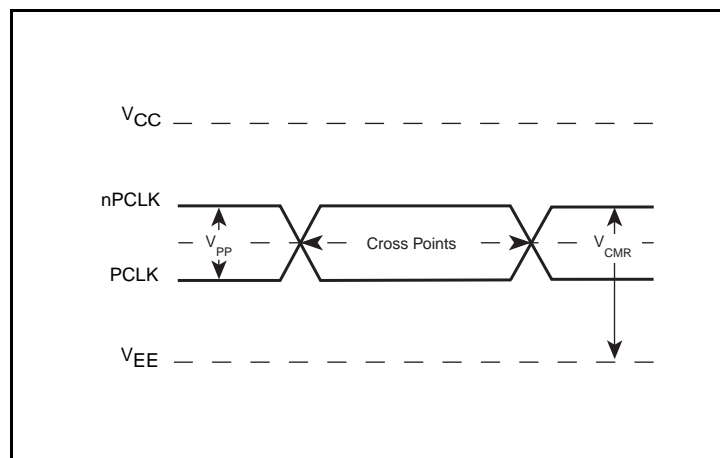 VCC
nPCLK
VPP
Cross Points
VCMR
PCLK
VEE